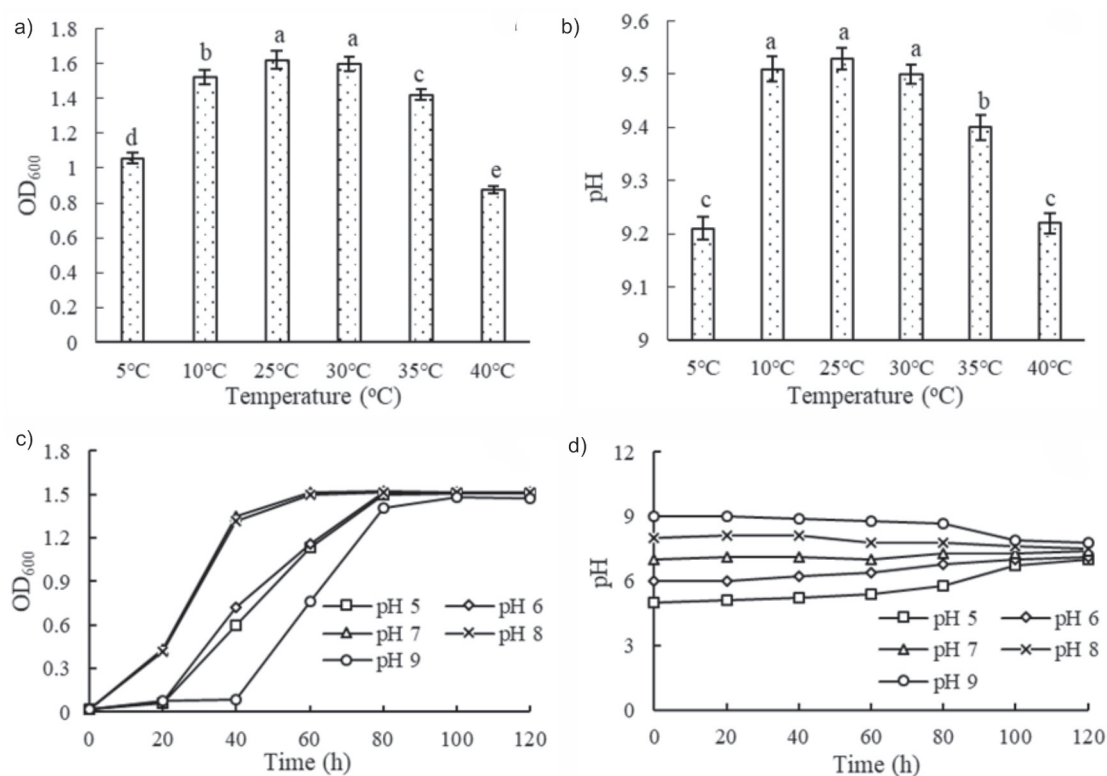 a)
OD600
1.8
1.6
1.4
1.2
1
0.8
0.6
0.4
0.2
0
d
b
a
a
c
e
5°C 10°C 25°C 30°C 35°C 40°C
Temperature (°C)
b)
pH
9.6
9.5
9.4
9.3
9.2
9.1
9
c
a
a
a
b
c
5°C 10°C 25°C 30°C 35°C 40°C
Temperature (°C)
c)
OD600
1.8
1.5
1.2
0.9
0.6
0.3
0
pH 5 pH 6
pH 7 pH 8
pH 9
0 20 40 60 80 100 120
Time (h)
d)
pH
12
9
6
3
0
pH 5 pH 6
pH 7 pH 8
pH 9
0 20 40 60 80 100 120
Time (h)